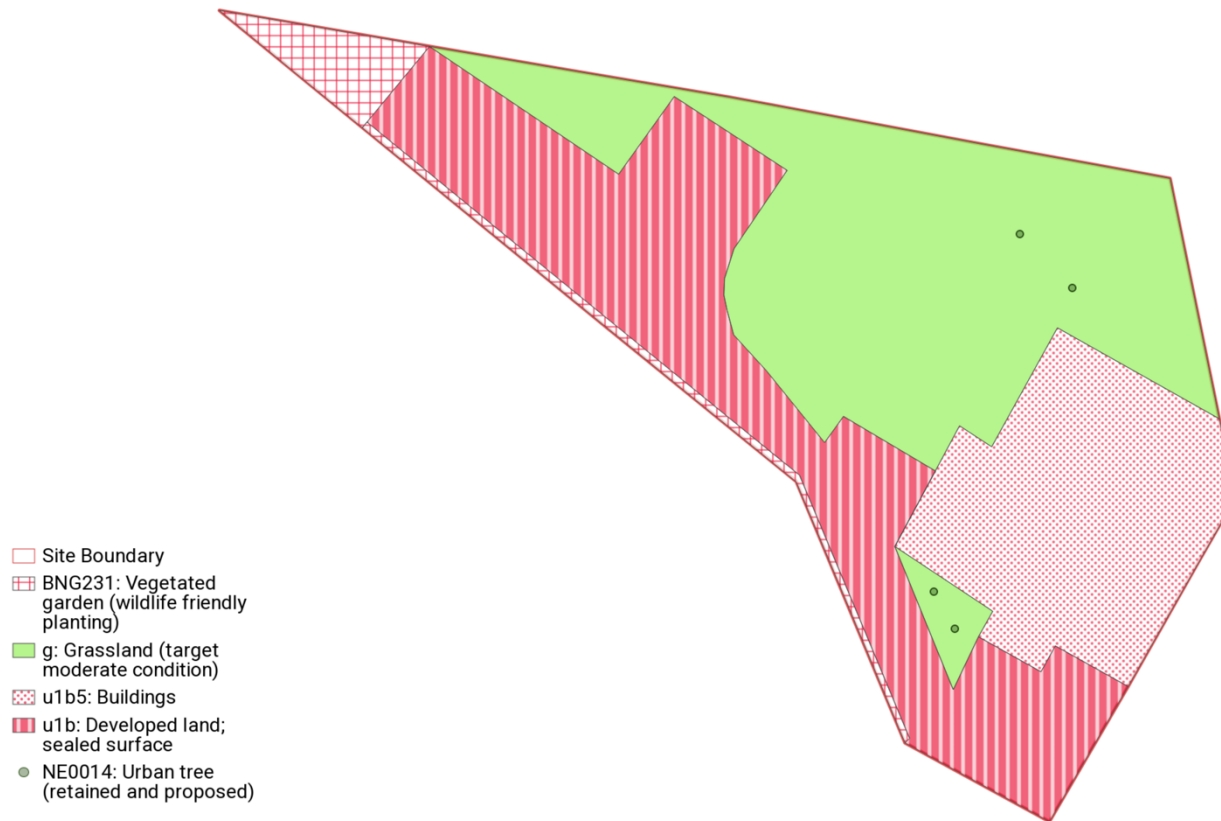 Site Boundary
BNG231: Vegetated
garden (wildlife friendly
planting)
g: Grassland (target
moderate condition)
u1b5: Buildings
u1b: Developed land;
sealed surface
NE0014: Urban tree
(retained and proposed)